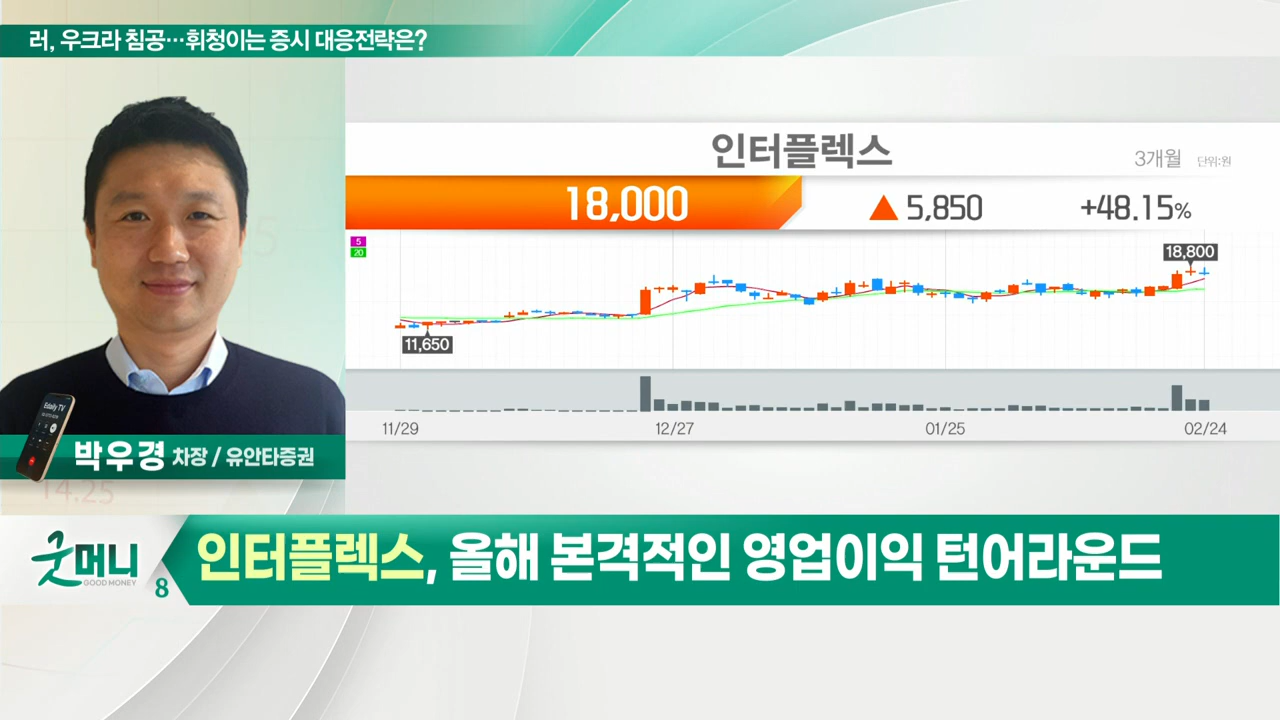 러, 우크라 침공…휘청이는 증시 대응전략은?
인터플렉스
3개월 단위:원
18,000 ▲ 5,850 +48.15%
5
20
18,800
11,650
11/29 12/27 01/25 02/24
Edaily TV
박우경 차장 / 유안타증권
14.25
굿머니
GOOD MONEY
8
인터플렉스, 올해 본격적인 영업이익 턴어라운드